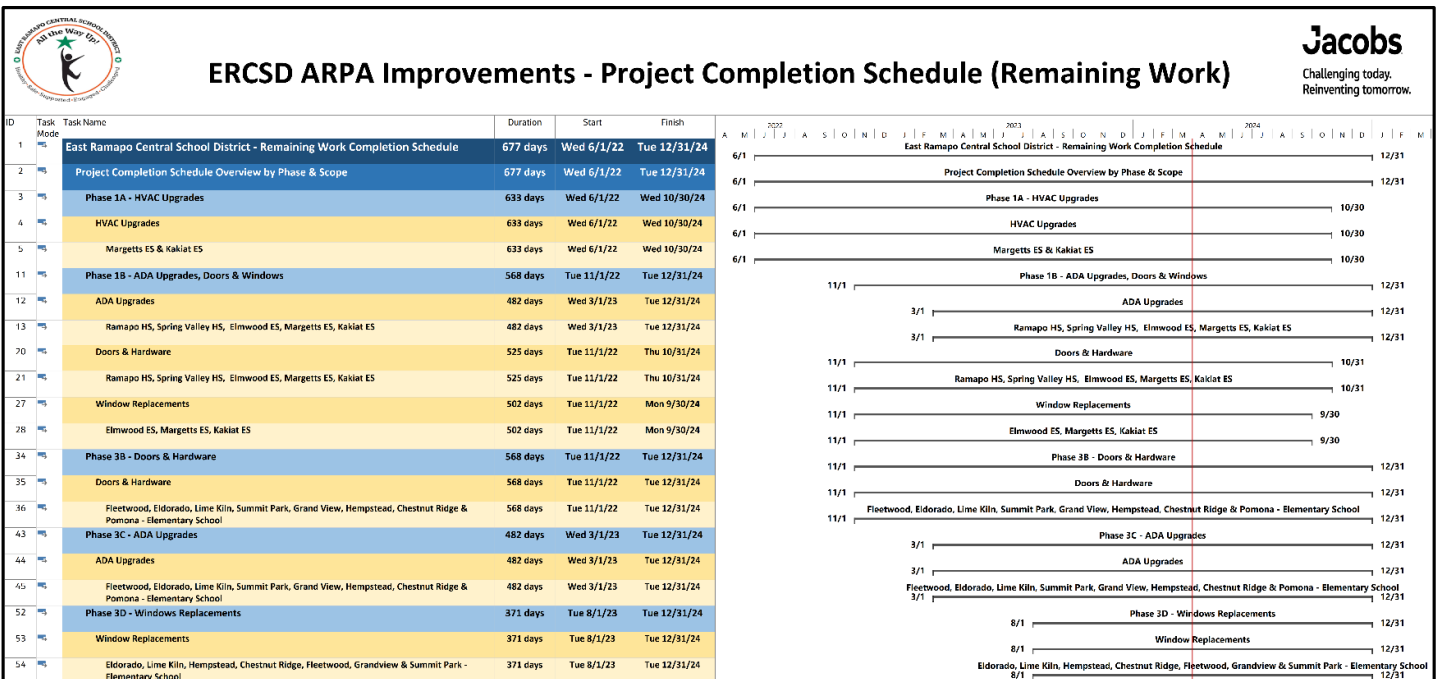 EAST RAMAPO CENTRAL SCHOOL DISTRICT
All the Way Up!
Jacobs
Challenging today.
Reinventing tomorrow.
ERCSD ARPA Improvements - Project Completion Schedule (Remaining Work)
ID Task Mode Task Name Duration Start Finish
2022 2023 2024
A M J J A S O N D J F M A M J J A S O N D J F M A M J J A S O N D J F M
1 East Ramapo Central School District - Remaining Work Completion Schedule 677 days Wed 6/1/22 Tue 12/31/24
East Ramapo Central School District - Remaining Work Completion Schedule
6/1 12/31
2 Project Completion Schedule Overview by Phase & Scope 677 days Wed 6/1/22 Tue 12/31/24
Project Completion Schedule Overview by Phase & Scope
6/1 12/31
3 Phase 1A - HVAC Upgrades 633 days Wed 6/1/22 Wed 10/30/24
Phase 1A - HVAC Upgrades
6/1 10/30
4 HVAC Upgrades 633 days Wed 6/1/22 Wed 10/30/24
HVAC Upgrades
6/1 10/30
5 Margetts ES & Kakiat ES 633 days Wed 6/1/22 Wed 10/30/24
Margetts ES & Kakiat ES
6/1 10/30
11 Phase 1B - ADA Upgrades, Doors & Windows 568 days Tue 11/1/22 Tue 12/31/24
Phase 1B - ADA Upgrades, Doors & Windows
11/1 12/31
12 ADA Upgrades 482 days Wed 3/1/23 Tue 12/31/24
ADA Upgrades
3/1 12/31
13 Ramapo HS, Spring Valley HS, Elmwood ES, Margetts ES, Kakiat ES 482 days Wed 3/1/23 Tue 12/31/24
Ramapo HS, Spring Valley HS, Elmwood ES, Margetts ES, Kakiat ES
3/1 12/31
20 Doors & Hardware 525 days Tue 11/1/22 Thu 10/31/24
Doors & Hardware
11/1 10/31
21 Ramapo HS, Spring Valley HS, Elmwood ES, Margetts ES, Kakiat ES 525 days Tue 11/1/22 Thu 10/31/24
Ramapo HS, Spring Valley HS, Elmwood ES, Margetts ES, Kakiat ES
11/1 10/31
27 Window Replacements 502 days Tue 11/1/22 Mon 9/30/24
Window Replacements
11/1 9/30
28 Elmwood ES, Margetts ES, Kakiat ES 502 days Tue 11/1/22 Mon 9/30/24
Elmwood ES, Margetts ES, Kakiat ES
11/1 9/30
34 Phase 3B - Doors & Hardware 568 days Tue 11/1/22 Tue 12/31/24
Phase 3B - Doors & Hardware
11/1 12/31
35 Doors & Hardware 568 days Tue 11/1/22 Tue 12/31/24
Doors & Hardware
11/1 12/31
36 Fleetwood, Eldorado, Lime Kiln, Summit Park, Grand View, Hempstead, Chestnut Ridge & 568 days Tue 11/1/22 Tue 12/31/24
Pomona - Elementary School
Fleetwood, Eldorado, Lime Kiln, Summit Park, Grand View, Hempstead, Chestnut Ridge & Pomona - Elementary School
11/1 12/31
43 Phase 3C - ADA Upgrades 482 days Wed 3/1/23 Tue 12/31/24
Phase 3C - ADA Upgrades
3/1 12/31
44 ADA Upgrades 482 days Wed 3/1/23 Tue 12/31/24
ADA Upgrades
3/1 12/31
45 Fleetwood, Eldorado, Lime Kiln, Summit Park, Grand View, Hempstead, Chestnut Ridge & 482 days Wed 3/1/23 Tue 12/31/24
Pomona - Elementary School
Fleetwood, Eldorado, Lime Kiln, Summit Park, Grand View, Hempstead, Chestnut Ridge & Pomona - Elementary School
3/1 12/31
52 Phase 3D - Windows Replacements 371 days Tue 8/1/23 Tue 12/31/24
Phase 3D - Windows Replacements
8/1 12/31
53 Window Replacements 371 days Tue 8/1/23 Tue 12/31/24
Window Replacements
8/1 12/31
54 Eldorado, Lime Kiln, Hempstead, Chestnut Ridge, Fleetwood, Grandview & Summit Park - 371 days Tue 8/1/23 Tue 12/31/24
Elementary School
Eldorado, Lime Kiln, Hempstead, Chestnut Ridge, Fleetwood, Grandview & Summit Park - Elementary School
8/1 12/31